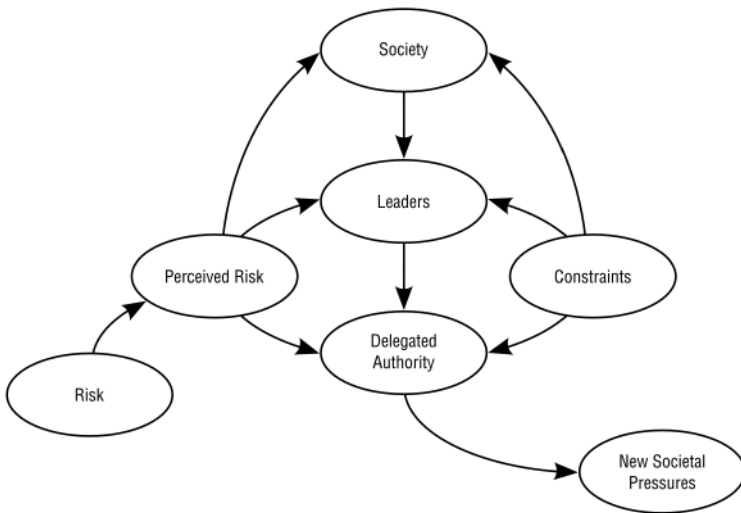 Society
Leaders
Perceived Risk
Constraints
Delegated
Authority
Risk
New Societal
Pressures